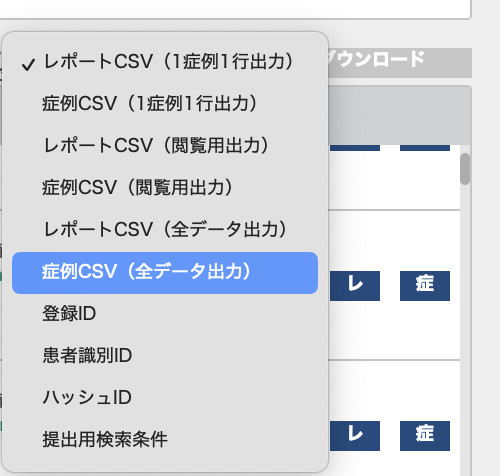 レポートCSV（1症例1行出力）
ダウンロード
症例CSV（1症例1行出力）
レポートCSV（閲覧用出力）
症例CSV（閲覧用出力）
レポートCSV（全データ出力）
症例CSV（全データ出力）
レ 症
登録ID
患者識別ID
ハッシュID
提出用検索条件
レ 症